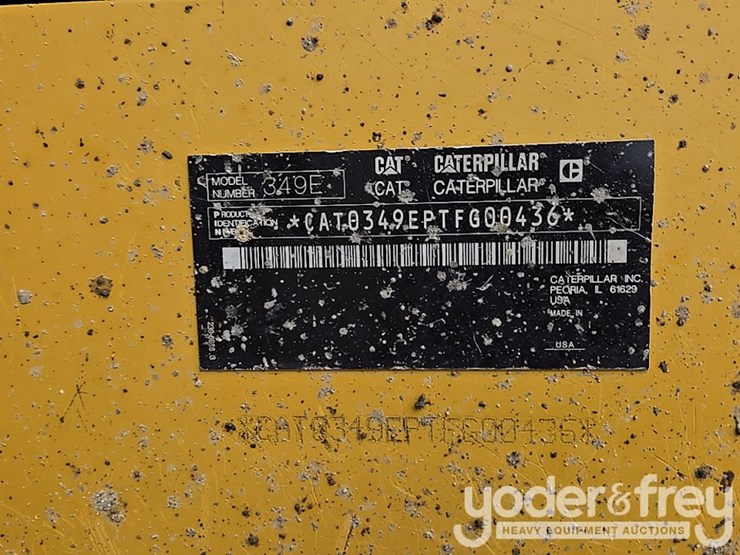 CAT CATERPILLAR C
CAT CATERPILLAR
MODEL NUMBER 349E
PRODUCT IDENTIFICATION NUMBER *CAT0349EPTFG00436*
CATERPILLAR INC.
PEORIA, IL 61629
USA
MADE IN
USA
*CAT0349EPTFG00436*
yoder&frey
HEAVY EQUIPMENT AUCTIONS